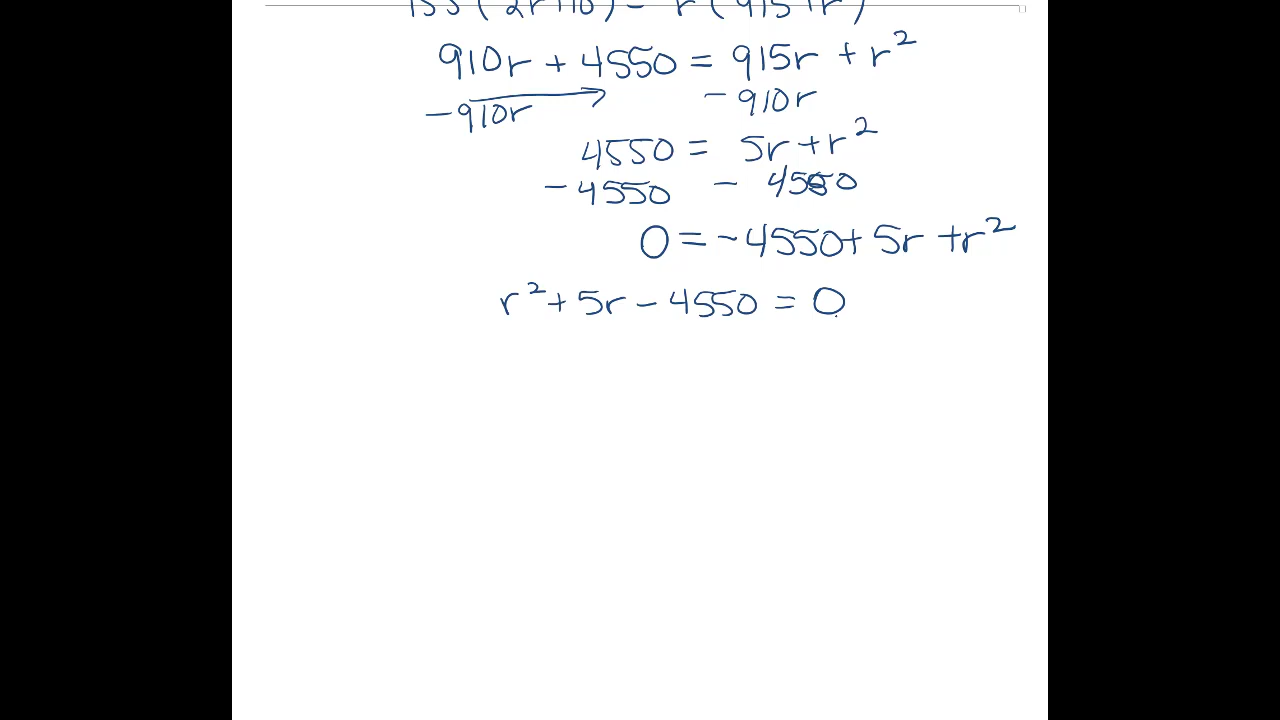 910r + 4550 = 915r + r²
-910r - 910r
4550 = 5r + r²
- 4550 - 4550
0 = -4550 + 5r + r²
r² + 5r - 4550 = 0